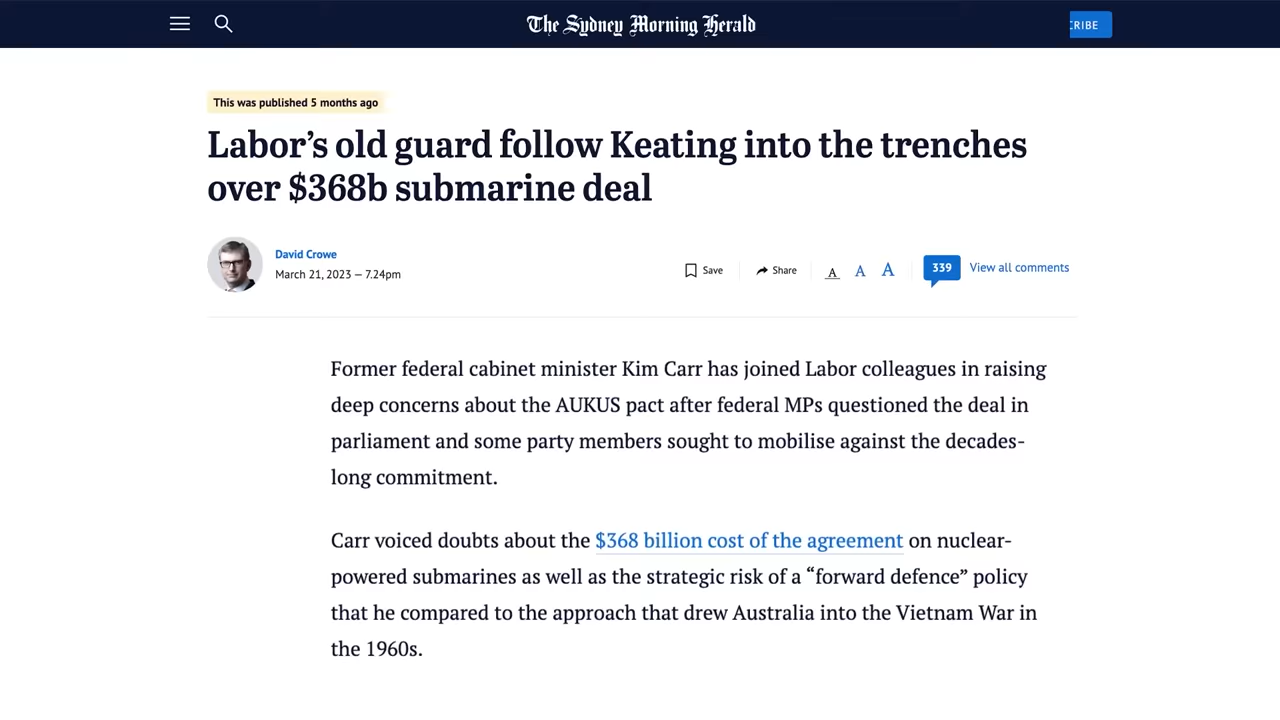 The Sydney Morning Herald
CRIBE
This was published 5 months ago
Labor’s old guard follow Keating into the trenches
over $368b submarine deal
David Crowe
March 21, 2023 — 7.24pm
Save
Share
A
A
A
339
View all comments
Former federal cabinet minister Kim Carr has joined Labor colleagues in raising
deep concerns about the AUKUS pact after federal MPs questioned the deal in
parliament and some party members sought to mobilise against the decades-
long commitment.
Carr voiced doubts about the $368 billion cost of the agreement on nuclear-
powered submarines as well as the strategic risk of a “forward defence” policy
that he compared to the approach that drew Australia into the Vietnam War in
the 1960s.